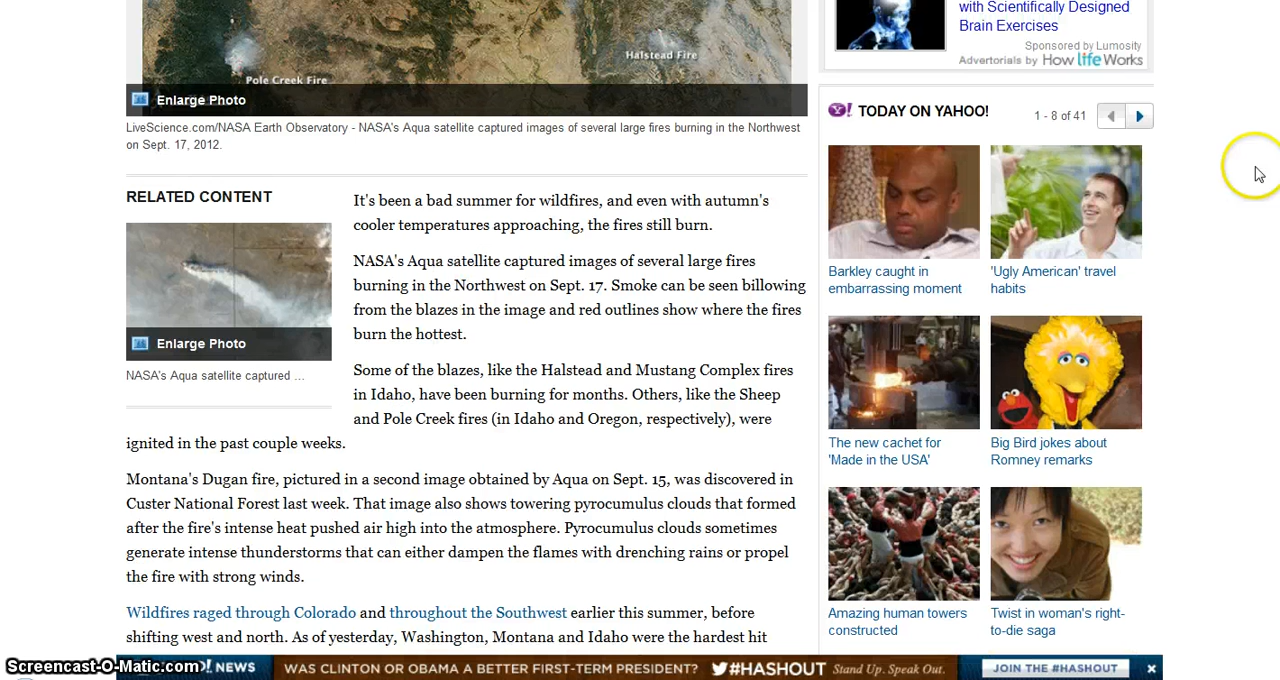 Pole Creek Fire
Halstead Fire
Enlarge Photo
LiveScience.com/NASA Earth Observatory - NASA's Aqua satellite captured images of several large fires burning in the Northwest
on Sept. 17, 2012.
RELATED CONTENT
Enlarge Photo
NASA's Aqua satellite captured ...
It's been a bad summer for wildfires, and even with autumn's
cooler temperatures approaching, the fires still burn.
NASA's Aqua satellite captured images of several large fires
burning in the Northwest on Sept. 17. Smoke can be seen billowing
from the blazes in the image and red outlines show where the fires
burn the hottest.
Some of the blazes, like the Halstead and Mustang Complex fires
in Idaho, have been burning for months. Others, like the Sheep
and Pole Creek fires (in Idaho and Oregon, respectively), were
ignited in the past couple weeks.
Montana's Dugan fire, pictured in a second image obtained by Aqua on Sept. 15, was discovered in
Custer National Forest last week. That image also shows towering pyrocumulus clouds that formed
after the fire's intense heat pushed air high into the atmosphere. Pyrocumulus clouds sometimes
generate intense thunderstorms that can either dampen the flames with drenching rains or propel
the fire with strong winds.
Wildfires raged through Colorado and throughout the Southwest earlier this summer, before
shifting west and north. As of yesterday, Washington, Montana and Idaho were the hardest hit
with Scientifically Designed
Brain Exercises
Sponsored by Lumosity
Advertorials by How life Works
Y! TODAY ON YAHOO!
1 - 8 of 41
Barkley caught in
embarrassing moment
'Ugly American' travel
habits
The new cachet for
'Made in the USA'
Big Bird jokes about
Romney remarks
Amazing human towers
constructed
Twist in woman's right-
to-die saga
Screencast-O-Matic.com
! NEWS
WAS CLINTON OR OBAMA A BETTER FIRST-TERM PRESIDENT?
#HASHOUT Stand Up. Speak Out.
JOIN THE #HASHOUT